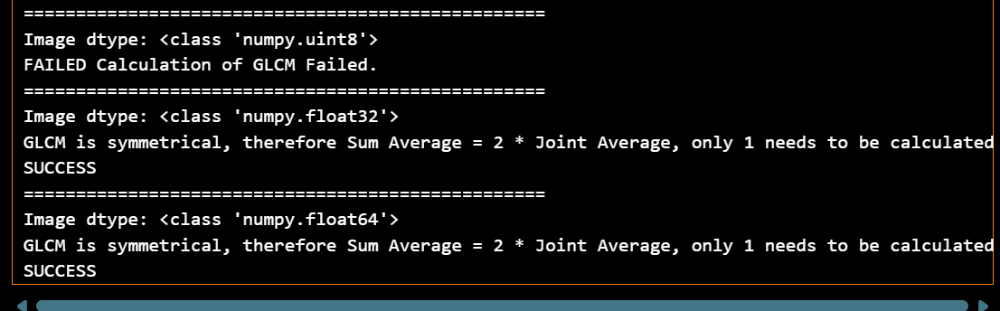 ==================================================
Image dtype: <class 'numpy.uint8'>
FAILED Calculation of GLCM Failed.
==================================================
Image dtype: <class 'numpy.float32'>
GLCM is symmetrical, therefore Sum Average = 2 * Joint Average, only 1 needs to be calculated
SUCCESS
==================================================
Image dtype: <class 'numpy.float64'>
GLCM is symmetrical, therefore Sum Average = 2 * Joint Average, only 1 needs to be calculated
SUCCESS